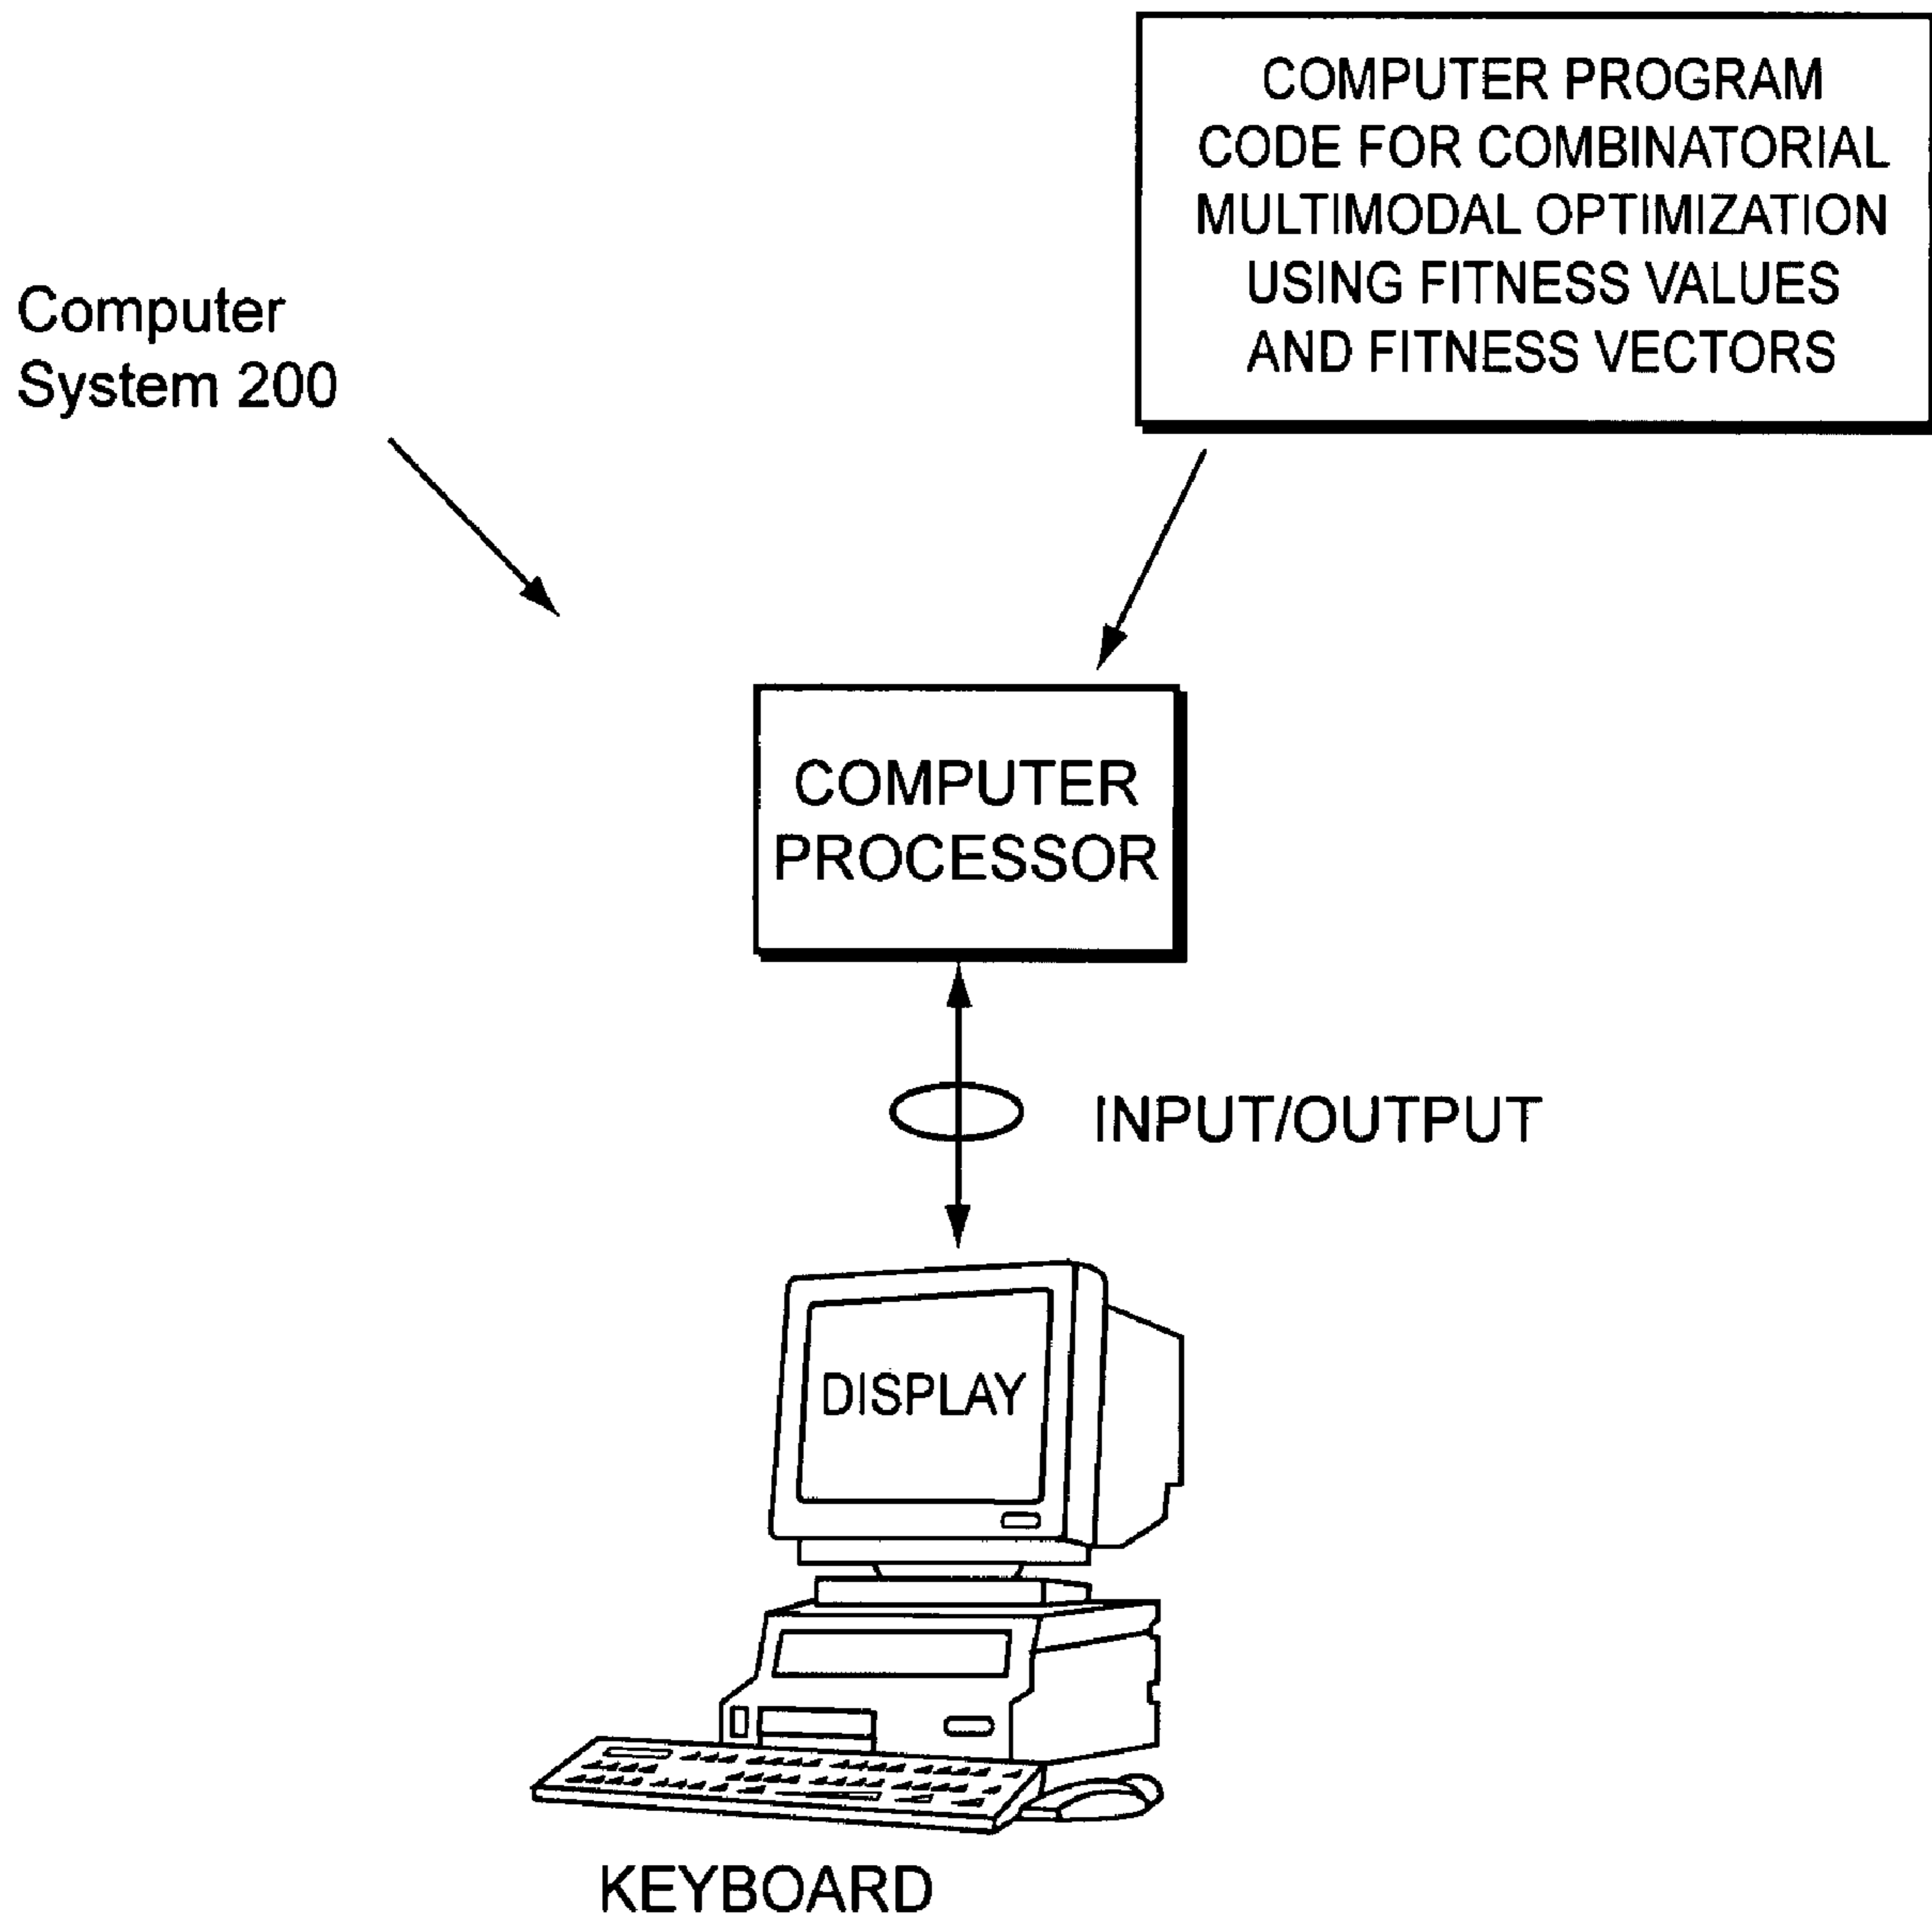 COMPUTER PROGRAM
CODE FOR COMBINATORIAL
MULTIMODAL OPTIMIZATION
USING FITNESS VALUES
AND FITNESS VECTORS
Computer
System 200
COMPUTER
PROCESSOR
INPUT/OUTPUT
DISPLAY
KEYBOARD